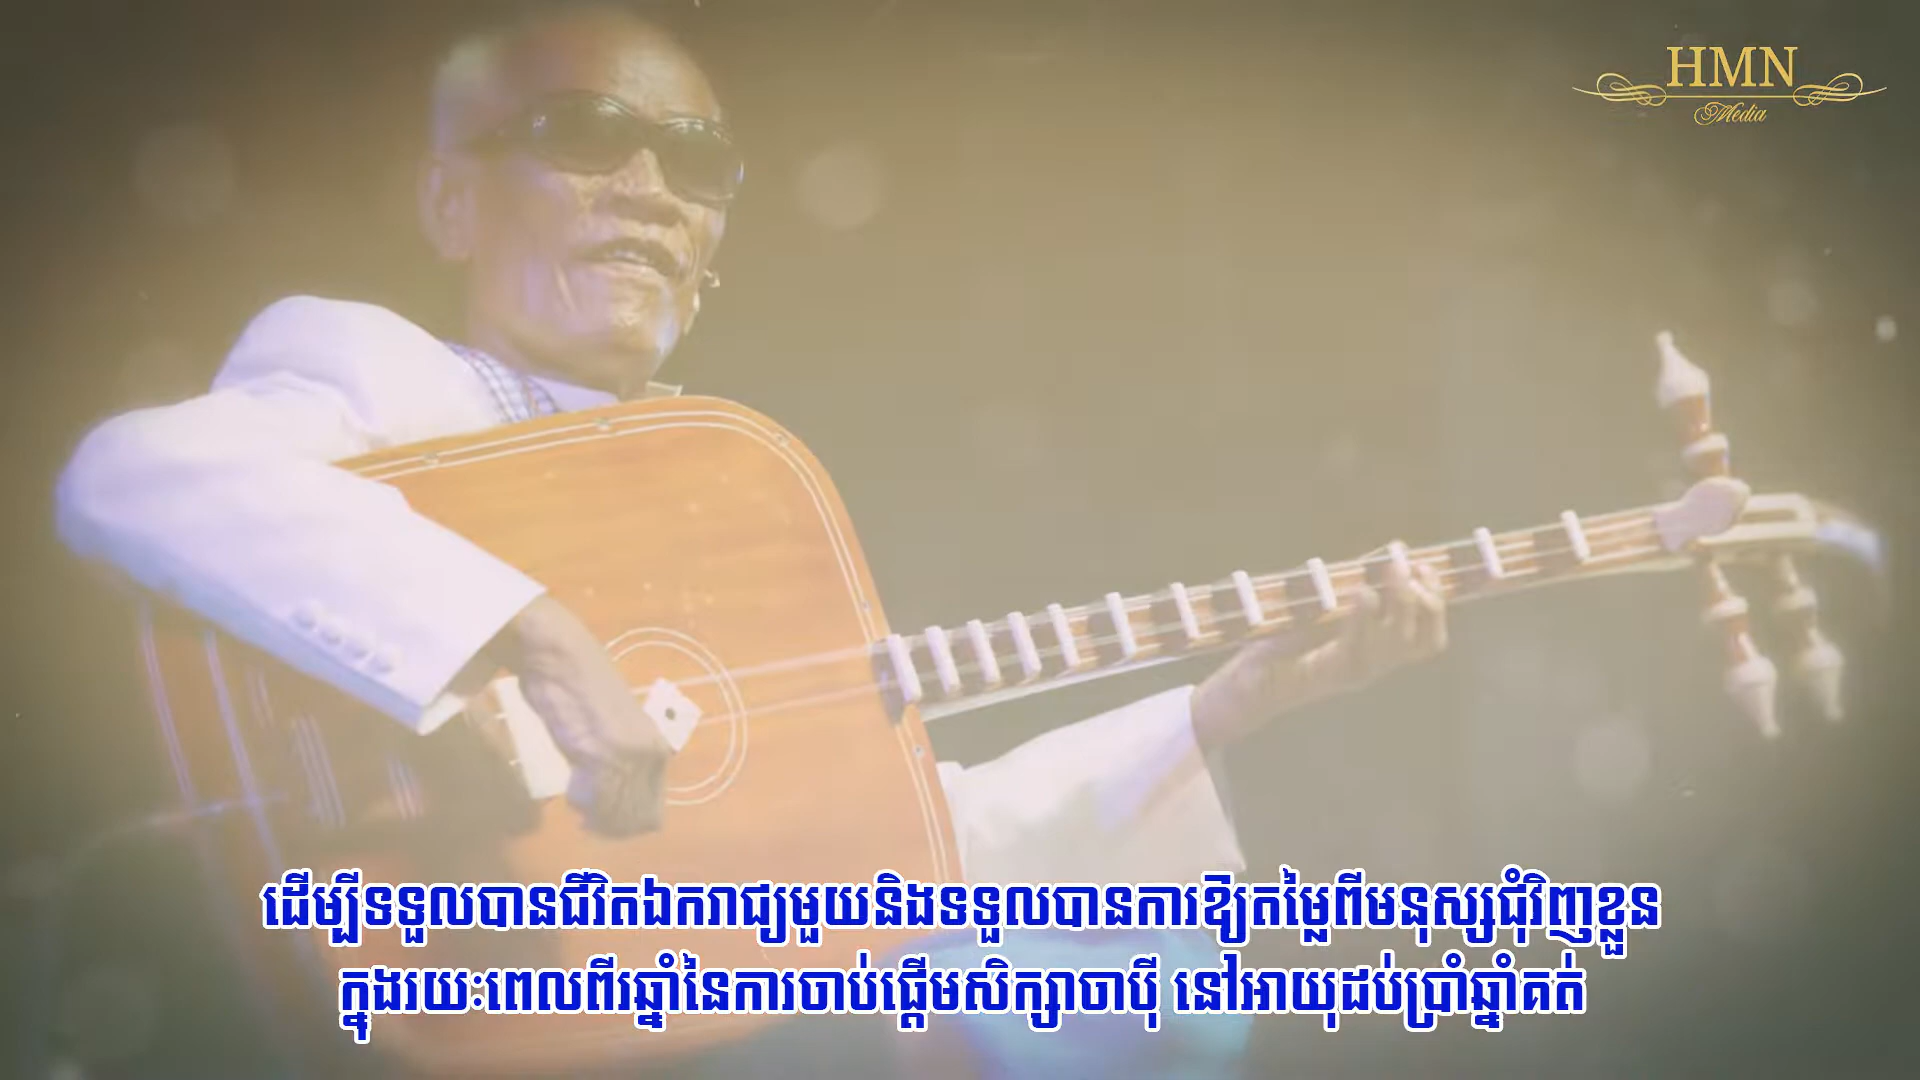 HMN
Media
ដើម្បីទទួលបានជីវិតឯករាជ្យមួយនិងទទួលបានការឱ្យតម្លៃពីមនុស្សជុំវិញខ្លួន
ក្នុងរយៈពេលពីរឆ្នាំនៃការចាប់ផ្ដើមសិក្សាចាប៉ី នៅអាយុដប់ប្រាំឆ្នាំគត់